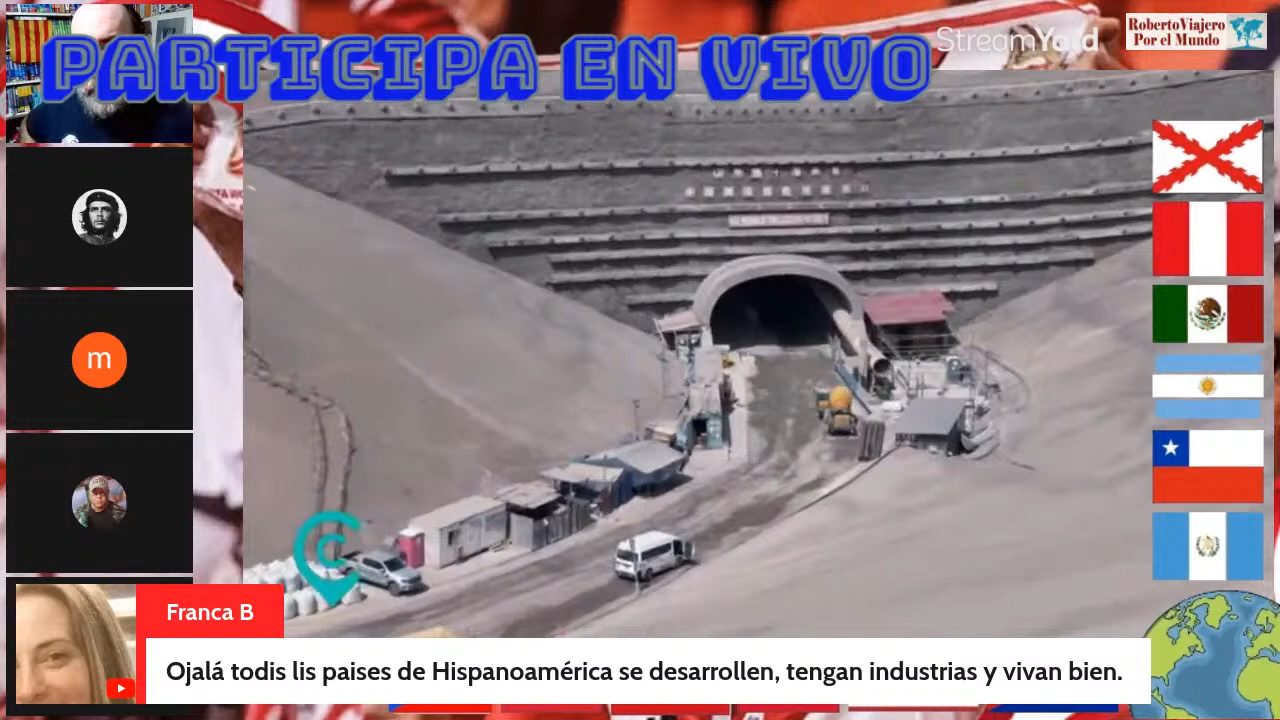 PARTICIPA EN VIVO
StreamYard
Roberto Viajero
Por el Mundo
m
Franca B
Ojalá todis lis paises de Hispanoamérica se desarrollen, tengan industrias y vivan bien.